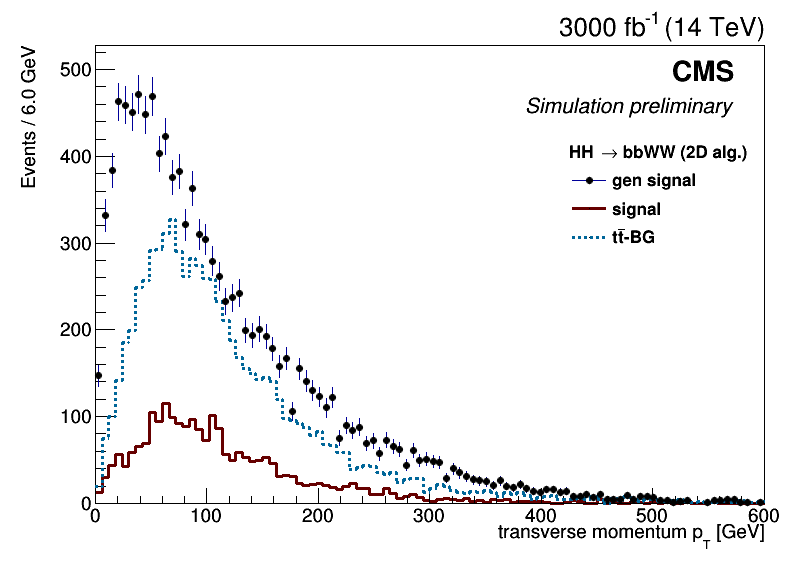 3000 fb-1 (14 TeV)
Events / 6.0 GeV
500
400
300
200
100
0
CMS
Simulation preliminary
HH → bbWW (2D alg.)
gen signal
signal
tt̄-BG
0 100 200 300 400 500 600
transverse momentum pT [GeV]